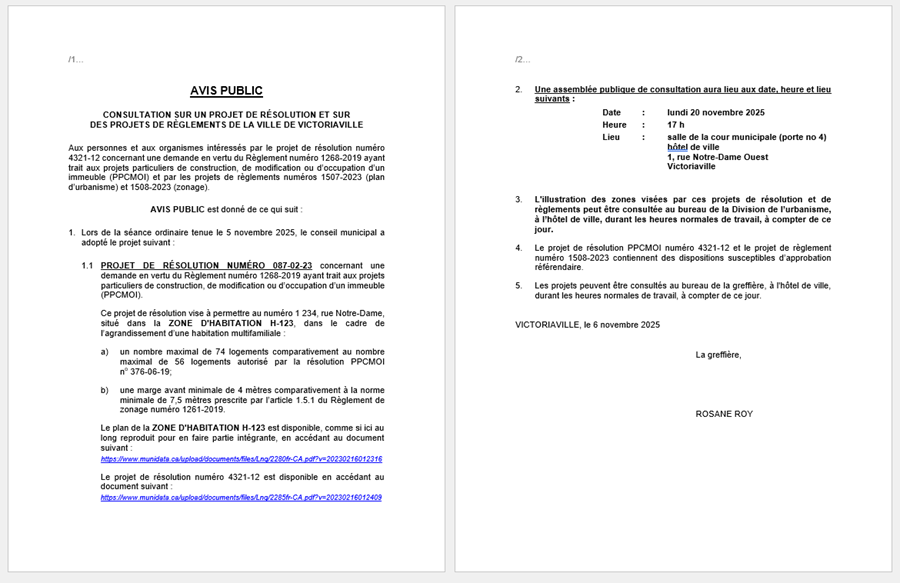 /1...
AVIS PUBLIC
CONSULTATION SUR UN PROJET DE RÉSOLUTION ET SUR
DES PROJETS DE RÈGLEMENTS DE LA VILLE DE VICTORIAVILLE
Aux personnes et aux organismes intéressés par le projet de résolution numéro
4321-12 concernant une demande en vertu du Règlement numéro 1268-2019 ayant
trait aux projets particuliers de construction, de modification ou d'occupation d'un
immeuble (PPCMOI) et par les projets de règlements numéros 1507-2023 (plan
d'urbanisme) et 1508-2023 (zonage).
AVIS PUBLIC est donné de ce qui suit :
1. Lors de la séance ordinaire tenue le 5 novembre 2025, le conseil municipal a
adopté le projet suivant :
1.1 PROJET DE RÉSOLUTION NUMÉRO 087-02-23 concernant une
demande en vertu du Règlement numéro 1268-2019 ayant trait aux projets
particuliers de construction, de modification ou d'occupation d'un immeuble
(PPCMOI).
Ce projet de résolution vise à permettre au numéro 1 234, rue Notre-Dame,
situé dans la ZONE D'HABITATION H-123, dans le cadre de
l'agrandissement d'une habitation multifamiliale :
a) un nombre maximal de 74 logements comparativement au nombre
maximal de 56 logements autorisé par la résolution PPCMOI
n° 376-06-19;
b) une marge avant minimale de 4 mètres comparativement à la norme
minimale de 7,5 mètres prescrite par l'article 1.5.1 du Règlement de
zonage numéro 1261-2019.
Le plan de la ZONE D'HABITATION H-123 est disponible, comme si ici au
long reproduit pour en faire partie intégrante, en accédant au document
suivant :
https://www.munidata.ca/upload/documents/files/Lnq/2280fr-CA.pdf?v=20230216012316
Le projet de résolution numéro 4321-12 est disponible en accédant au
document suivant :
https://www.munidata.ca/upload/documents/files/Lnq/2285fr-CA.pdf?v=20230216012409
/2...
2. Une assemblée publique de consultation aura lieu aux date, heure et lieu
suivants :
Date : lundi 20 novembre 2025
Heure : 17 h
Lieu : salle de la cour municipale (porte no 4)
hôtel de ville
1, rue Notre-Dame Ouest
Victoriaville
3. L'illustration des zones visées par ces projets de résolution et de
règlements peut être consultée au bureau de la Division de l'urbanisme,
à l'hôtel de ville, durant les heures normales de travail, à compter de ce
jour.
4. Le projet de résolution PPCMOI numéro 4321-12 et le projet de règlement
numéro 1508-2023 contiennent des dispositions susceptibles d'approbation
référendaire.
5. Les projets peuvent être consultés au bureau de la greffière, à l'hôtel de ville,
durant les heures normales de travail, à compter de ce jour.
VICTORIAVILLE, le 6 novembre 2025
La greffière,
ROSANE ROY